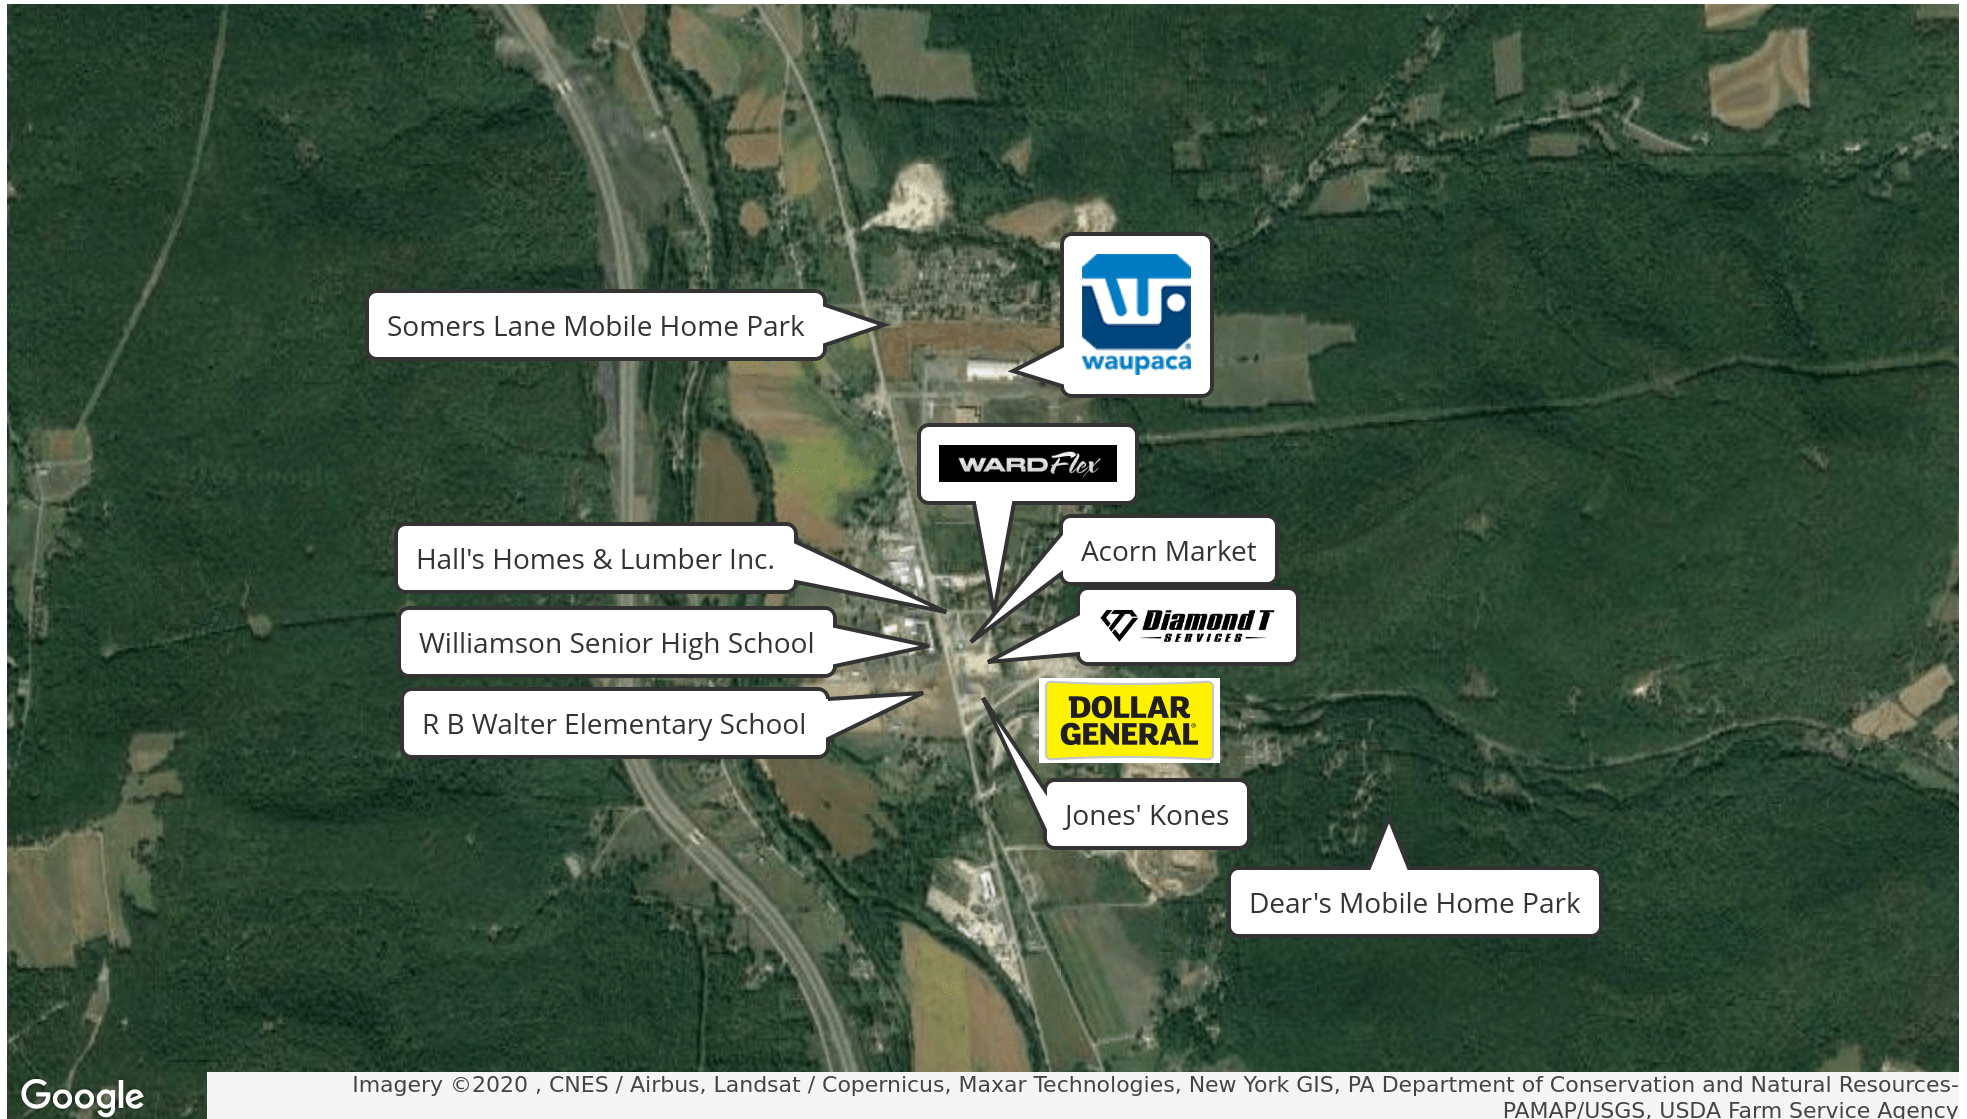 waupaca
Somers Lane Mobile Home Park
WARDFlex
Hall's Homes & Lumber Inc.
Acorn Market
Williamson Senior High School
Diamond T
SERVICES
R B Walter Elementary School
DOLLAR
GENERAL
Jones' Kones
Dear's Mobile Home Park
Google
Imagery ©2020 , CNES / Airbus, Landsat / Copernicus, Maxar Technologies, New York GIS, PA Department of Conservation and Natural Resources-
PAMAP/USGS, USDA Farm Service Agency